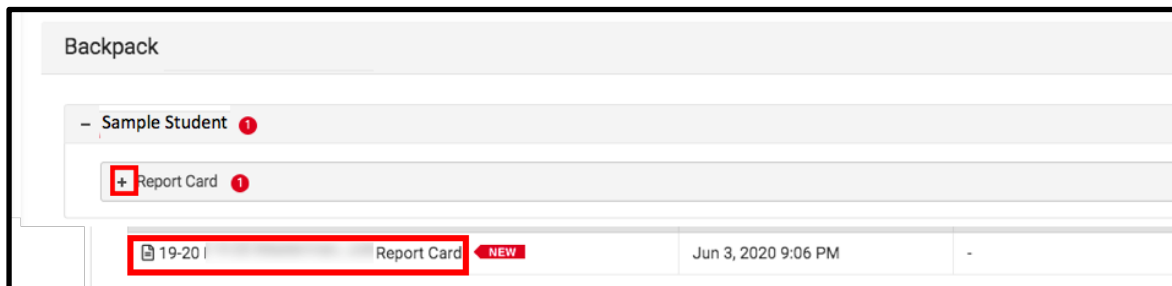 Backpack
– Sample Student 1
+ Report Card 1
19-20 Report Card NEW Jun 3, 2020 9:06 PM -